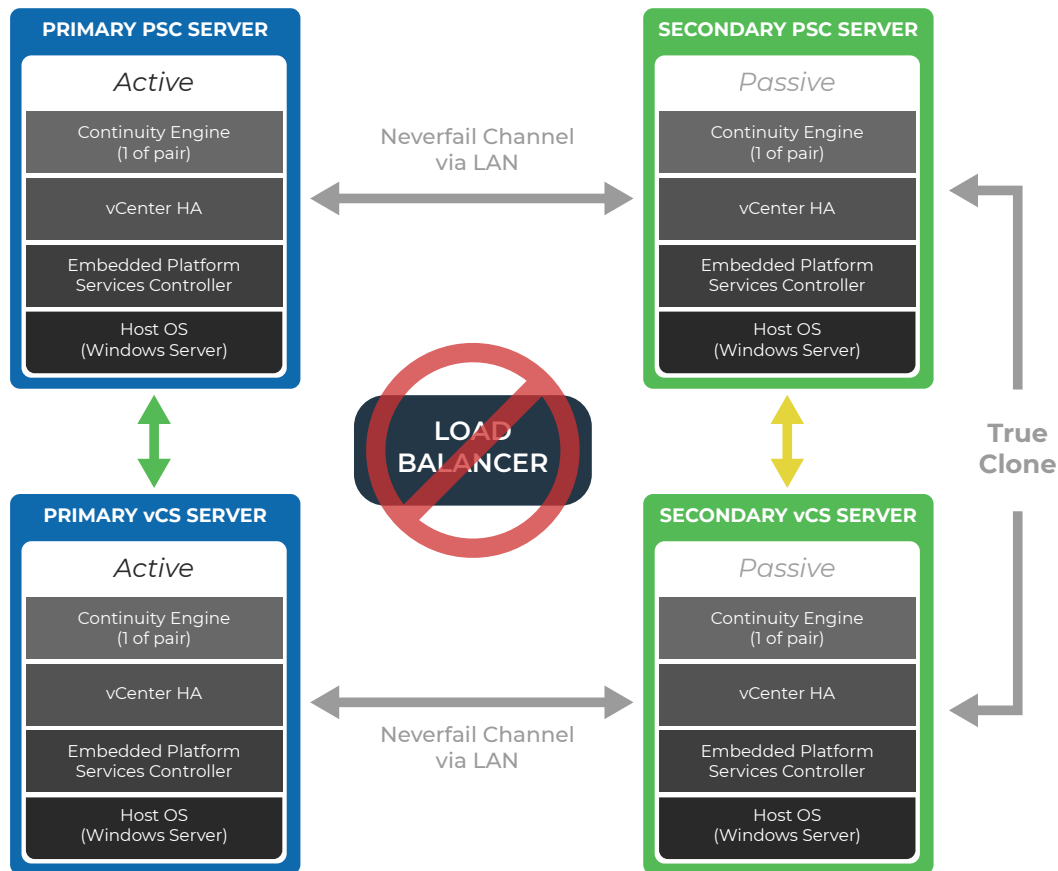 PRIMARY PSC SERVER
Active
Continuity Engine
(1 of pair)
vCenter HA
Embedded Platform
Services Controller
Host OS
(Windows Server)
Neverfail Channel
via LAN
SECONDARY PSC SERVER
Passive
Continuity Engine
(1 of pair)
vCenter HA
Embedded Platform
Services Controller
Host OS
(Windows Server)
LOAD
BALANCER
True
Clone
PRIMARY vCS SERVER
Active
Continuity Engine
(1 of pair)
vCenter HA
Embedded Platform
Services Controller
Host OS
(Windows Server)
Neverfail Channel
via LAN
SECONDARY vCS SERVER
Passive
Continuity Engine
(1 of pair)
vCenter HA
Embedded Platform
Services Controller
Host OS
(Windows Server)